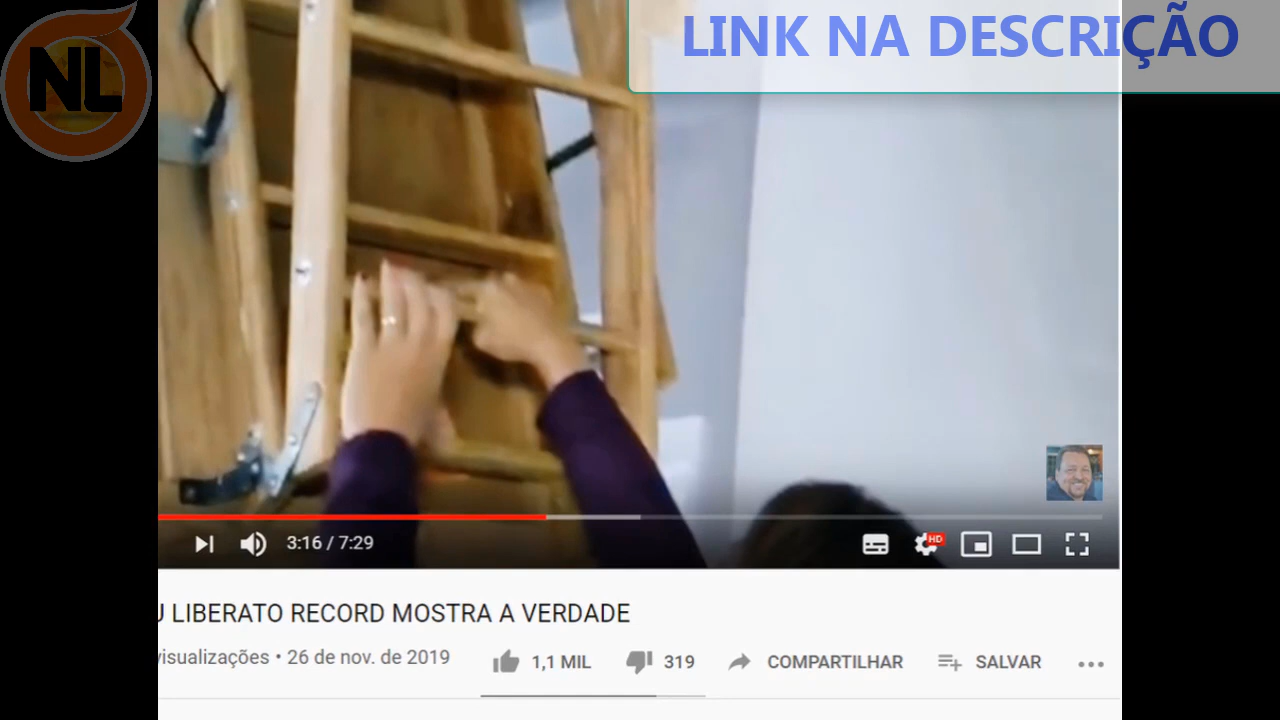 NL
LINK NA DESCRIÇÃO
HD
3:16 / 7:29
U LIBERATO RECORD MOSTRA A VERDADE
visualizações • 26 de nov. de 2019
1,1 MIL
319
COMPARTILHAR
SALVAR